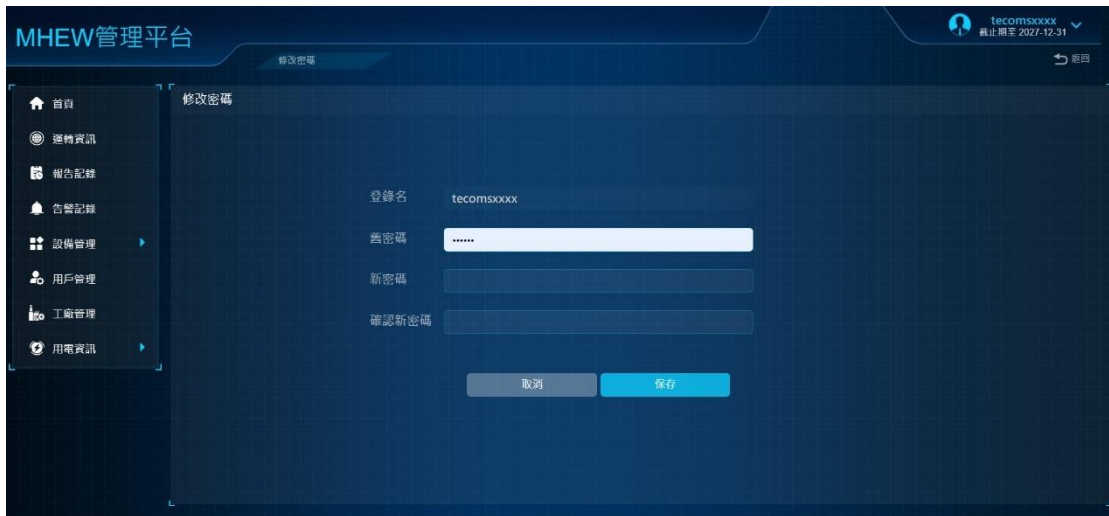 MHEW管理平台
tecomsxxxx
截止期至 2027-12-31
修改密碼
返回
首頁
修改密碼
運轉資訊
報告記錄
告警記錄
設備管理
用戶管理
工廠管理
用電資訊
登錄名 tecomsxxxx
舊密碼 ••••••
新密碼
確認新密碼
取消 保存